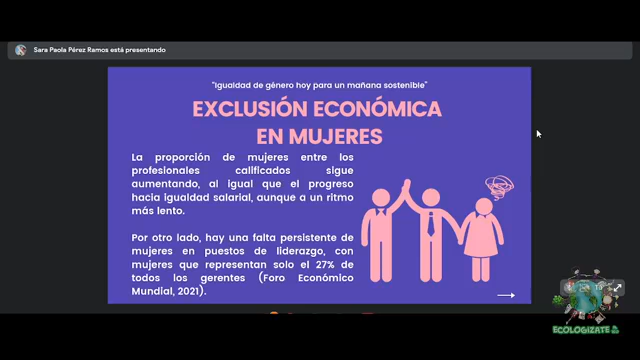 Sara Paola Pérez Ramos está presentando
"Igualdad de género hoy para un mañana sostenible"
EXCLUSIÓN ECONÓMICA
EN MUJERES
La proporción de mujeres entre los
profesionales calificados sigue
aumentando, al igual que el progreso
hacia igualdad salarial, aunque a un ritmo
más lento.
Por otro lado, hay una falta persistente de
mujeres en puestos de liderazgo, con
mujeres que representan solo el 27% de
todos los gerentes (Foro Económico
Mundial, 2021).
ECOLOGIZATE